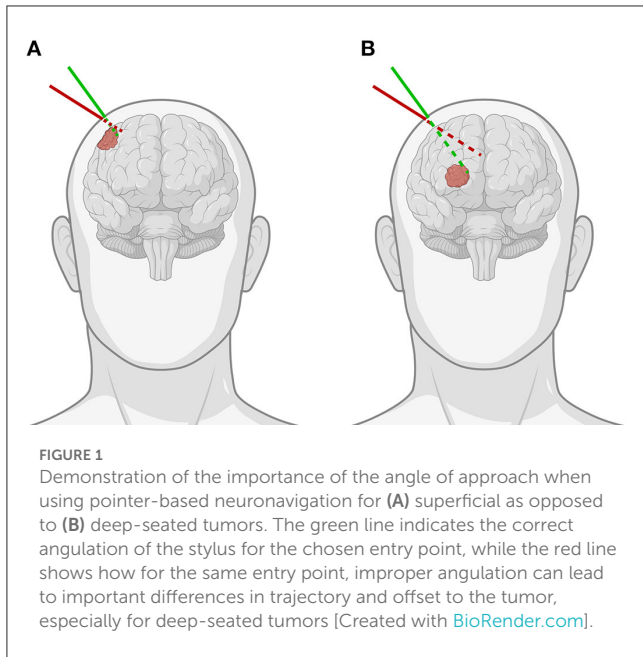 A
B
FIGURE 1
Demonstration of the importance of the angle of approach when
using pointer-based neuronavigation for (A) superficial as opposed
to (B) deep-seated tumors. The green line indicates the correct
angulation of the stylus for the chosen entry point, while the red line
shows how for the same entry point, improper angulation can lead
to important differences in trajectory and offset to the tumor,
especially for deep-seated tumors [Created with BioRender.com].